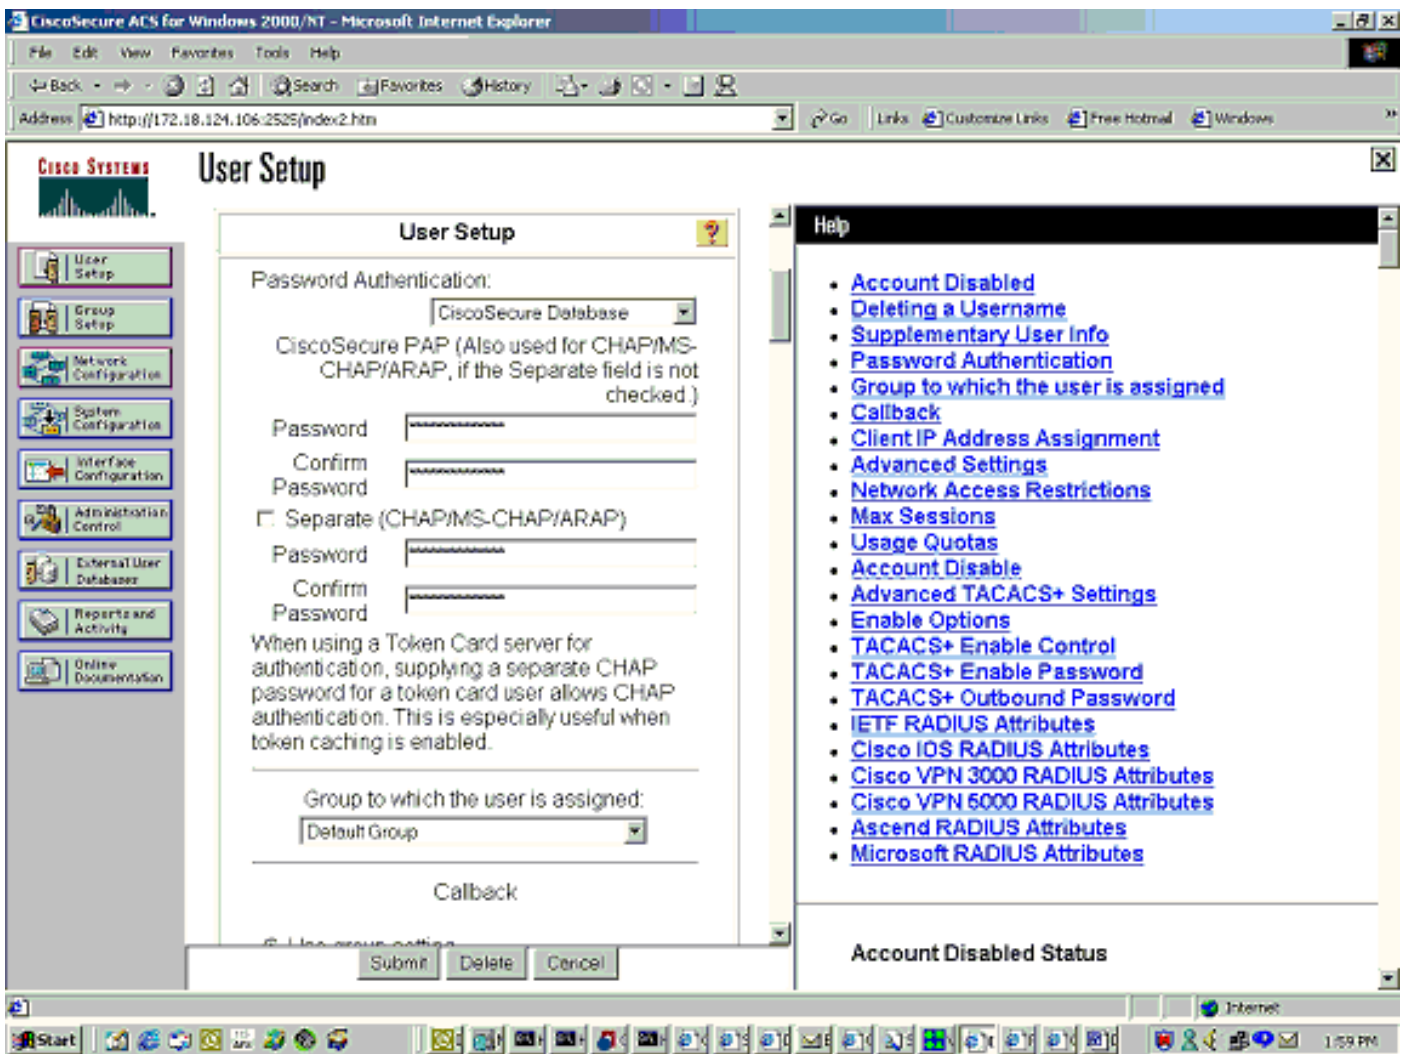 CiscoSecure ACS for Windows 2000/NT - Microsoft Internet Explorer
File Edit View Favorites Tools Help
Back Search Favorites History
Address http://172.18.124.106:2525/index2.htm Go Links Customize Links Free Hotmail Windows
CISCO SYSTEMS
User Setup
User Setup
Group Setup
Network Configuration
System Configuration
Interface Configuration
Administration Control
External User Databases
Reports and Activity
Online Documentation
User Setup
Password Authentication:
CiscoSecure Database
CiscoSecure PAP (Also used for CHAP/MS-
CHAP/ARAP, if the Separate field is not
checked.)
Password
Confirm
Password
Separate (CHAP/MS-CHAP/ARAP)
Password
Confirm
Password
When using a Token Card server for
authentication, supplying a separate CHAP
password for a token card user allows CHAP
authentication. This is especially useful when
token caching is enabled.
Group to which the user is assigned:
Default Group
Callback
Use group setting
Submit Delete Cancel
Help
Account Disabled
Deleting a Username
Supplementary User Info
Password Authentication
Group to which the user is assigned
Callback
Client IP Address Assignment
Advanced Settings
Network Access Restrictions
Max Sessions
Usage Quotas
Account Disable
Advanced TACACS+ Settings
Enable Options
TACACS+ Enable Control
TACACS+ Enable Password
TACACS+ Outbound Password
IETF RADIUS Attributes
Cisco IOS RADIUS Attributes
Cisco VPN 3000 RADIUS Attributes
Cisco VPN 5000 RADIUS Attributes
Ascend RADIUS Attributes
Microsoft RADIUS Attributes
Account Disabled Status
Internet
Start 1:59 PM